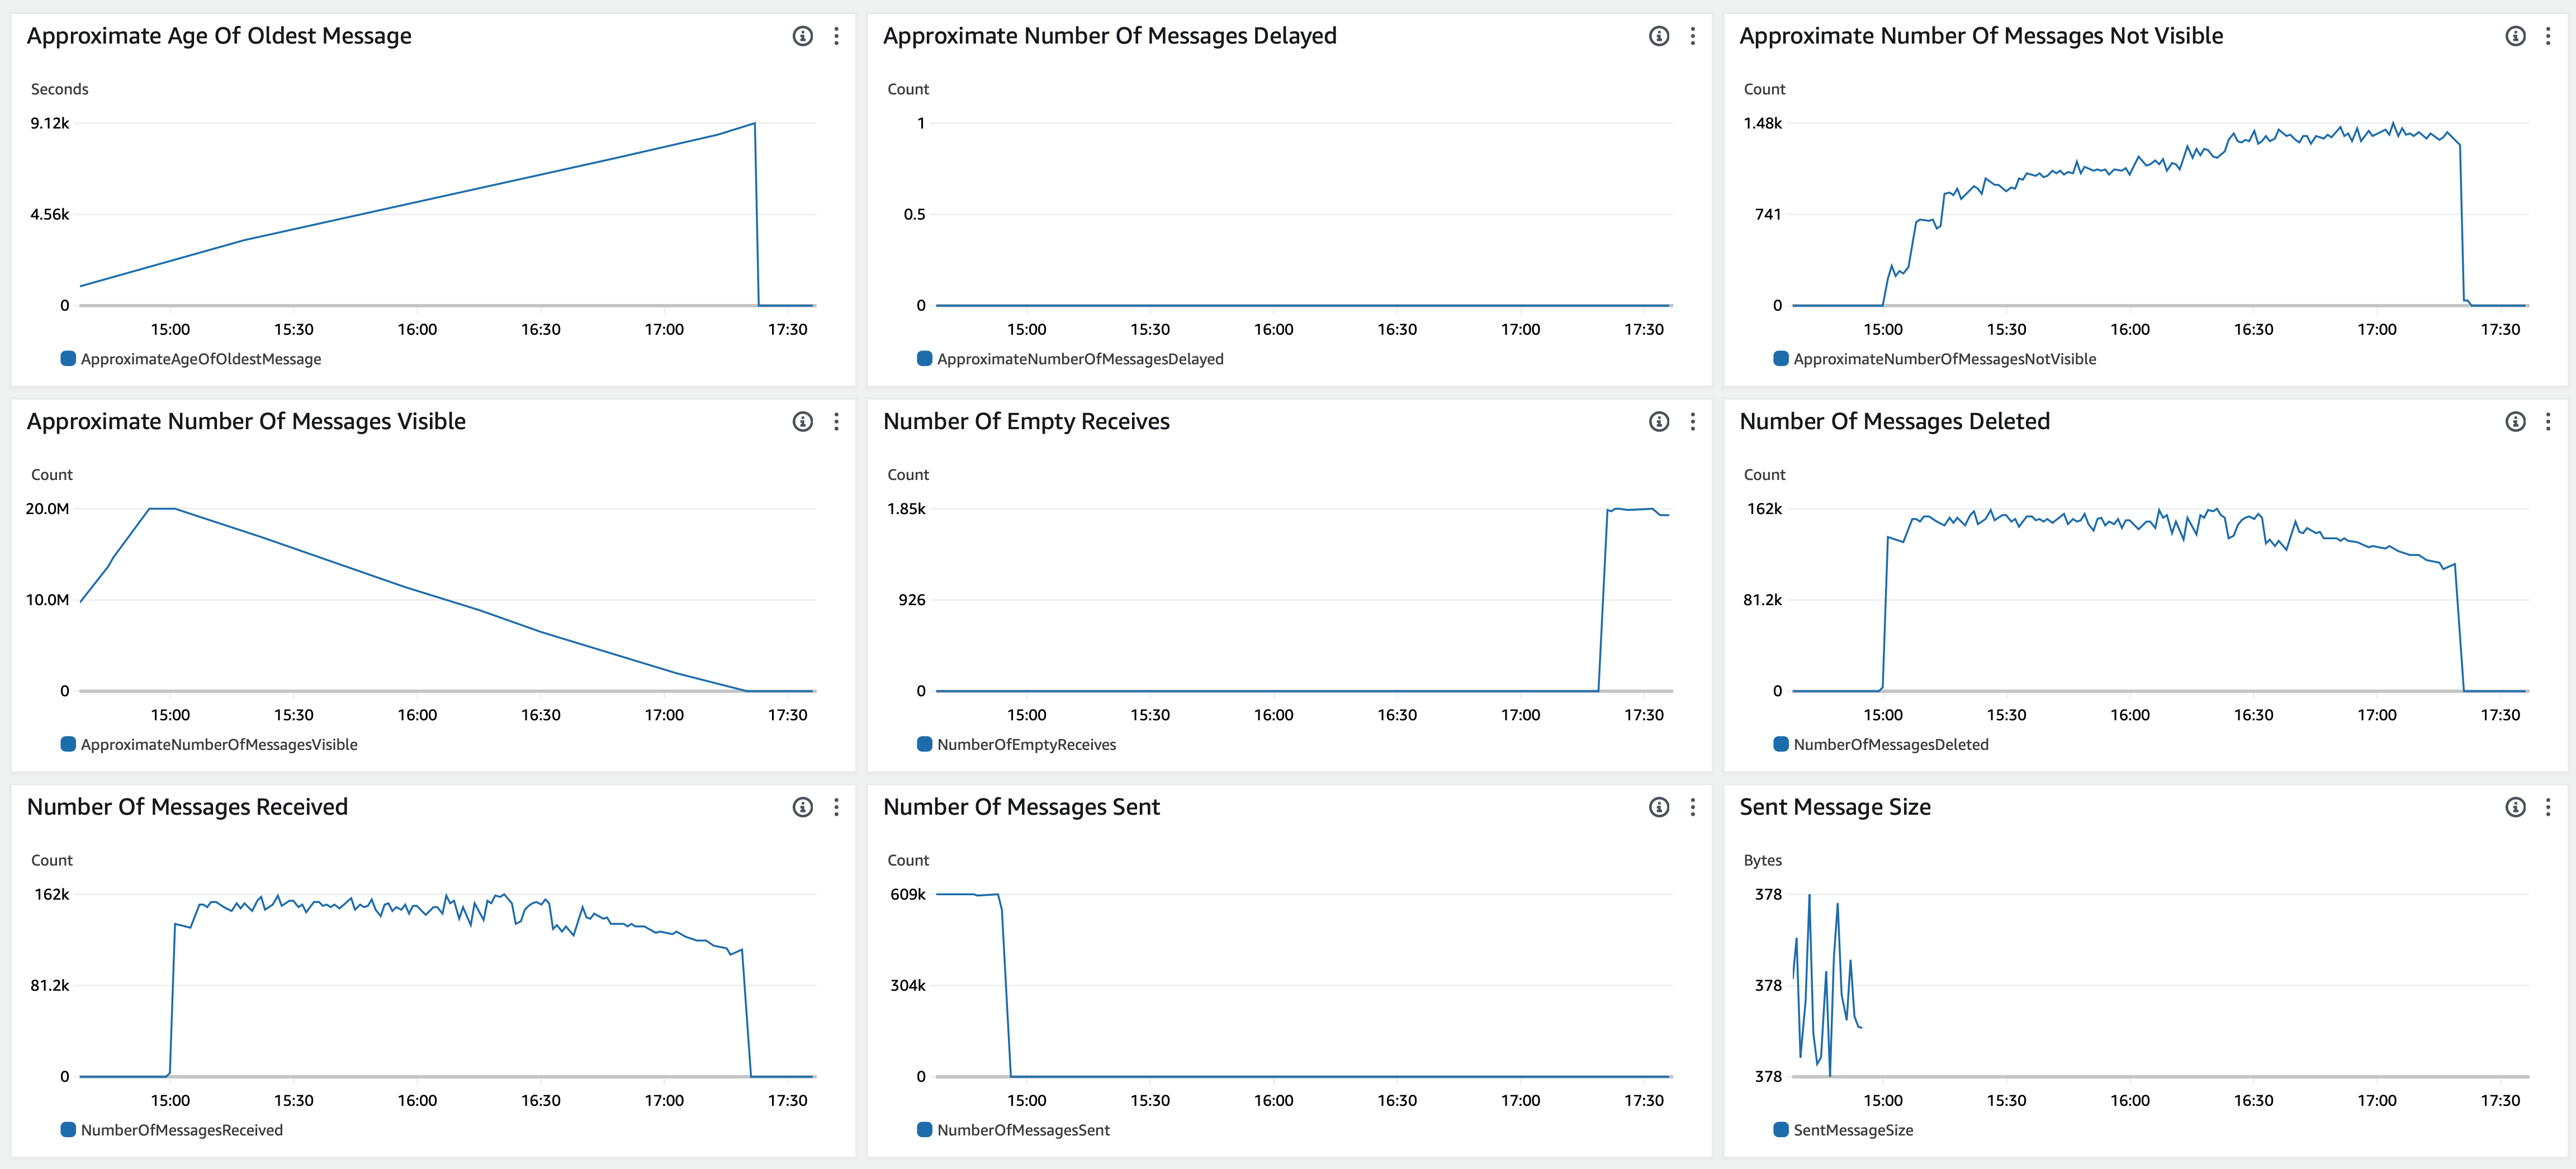 Approximate Age Of Oldest Message
Seconds
9.12k
4.56k
0
15:00 15:30 16:00 16:30 17:00 17:30
ApproximateAgeOfOldestMessage
Approximate Number Of Messages Delayed
Count
1
0.5
0
15:00 15:30 16:00 16:30 17:00 17:30
ApproximateNumberOfMessagesDelayed
Approximate Number Of Messages Not Visible
Count
1.48k
741
0
15:00 15:30 16:00 16:30 17:00 17:30
ApproximateNumberOfMessagesNotVisible
Approximate Number Of Messages Visible
Count
20.0M
10.0M
0
15:00 15:30 16:00 16:30 17:00 17:30
ApproximateNumberOfMessagesVisible
Number Of Empty Receives
Count
1.85k
926
0
15:00 15:30 16:00 16:30 17:00 17:30
NumberOfEmptyReceives
Number Of Messages Deleted
Count
162k
81.2k
0
15:00 15:30 16:00 16:30 17:00 17:30
NumberOfMessagesDeleted
Number Of Messages Received
Count
162k
81.2k
0
15:00 15:30 16:00 16:30 17:00 17:30
NumberOfMessagesReceived
Number Of Messages Sent
Count
609k
304k
0
15:00 15:30 16:00 16:30 17:00 17:30
NumberOfMessagesSent
Sent Message Size
Bytes
378
378
378
15:00 15:30 16:00 16:30 17:00 17:30
SentMessageSize